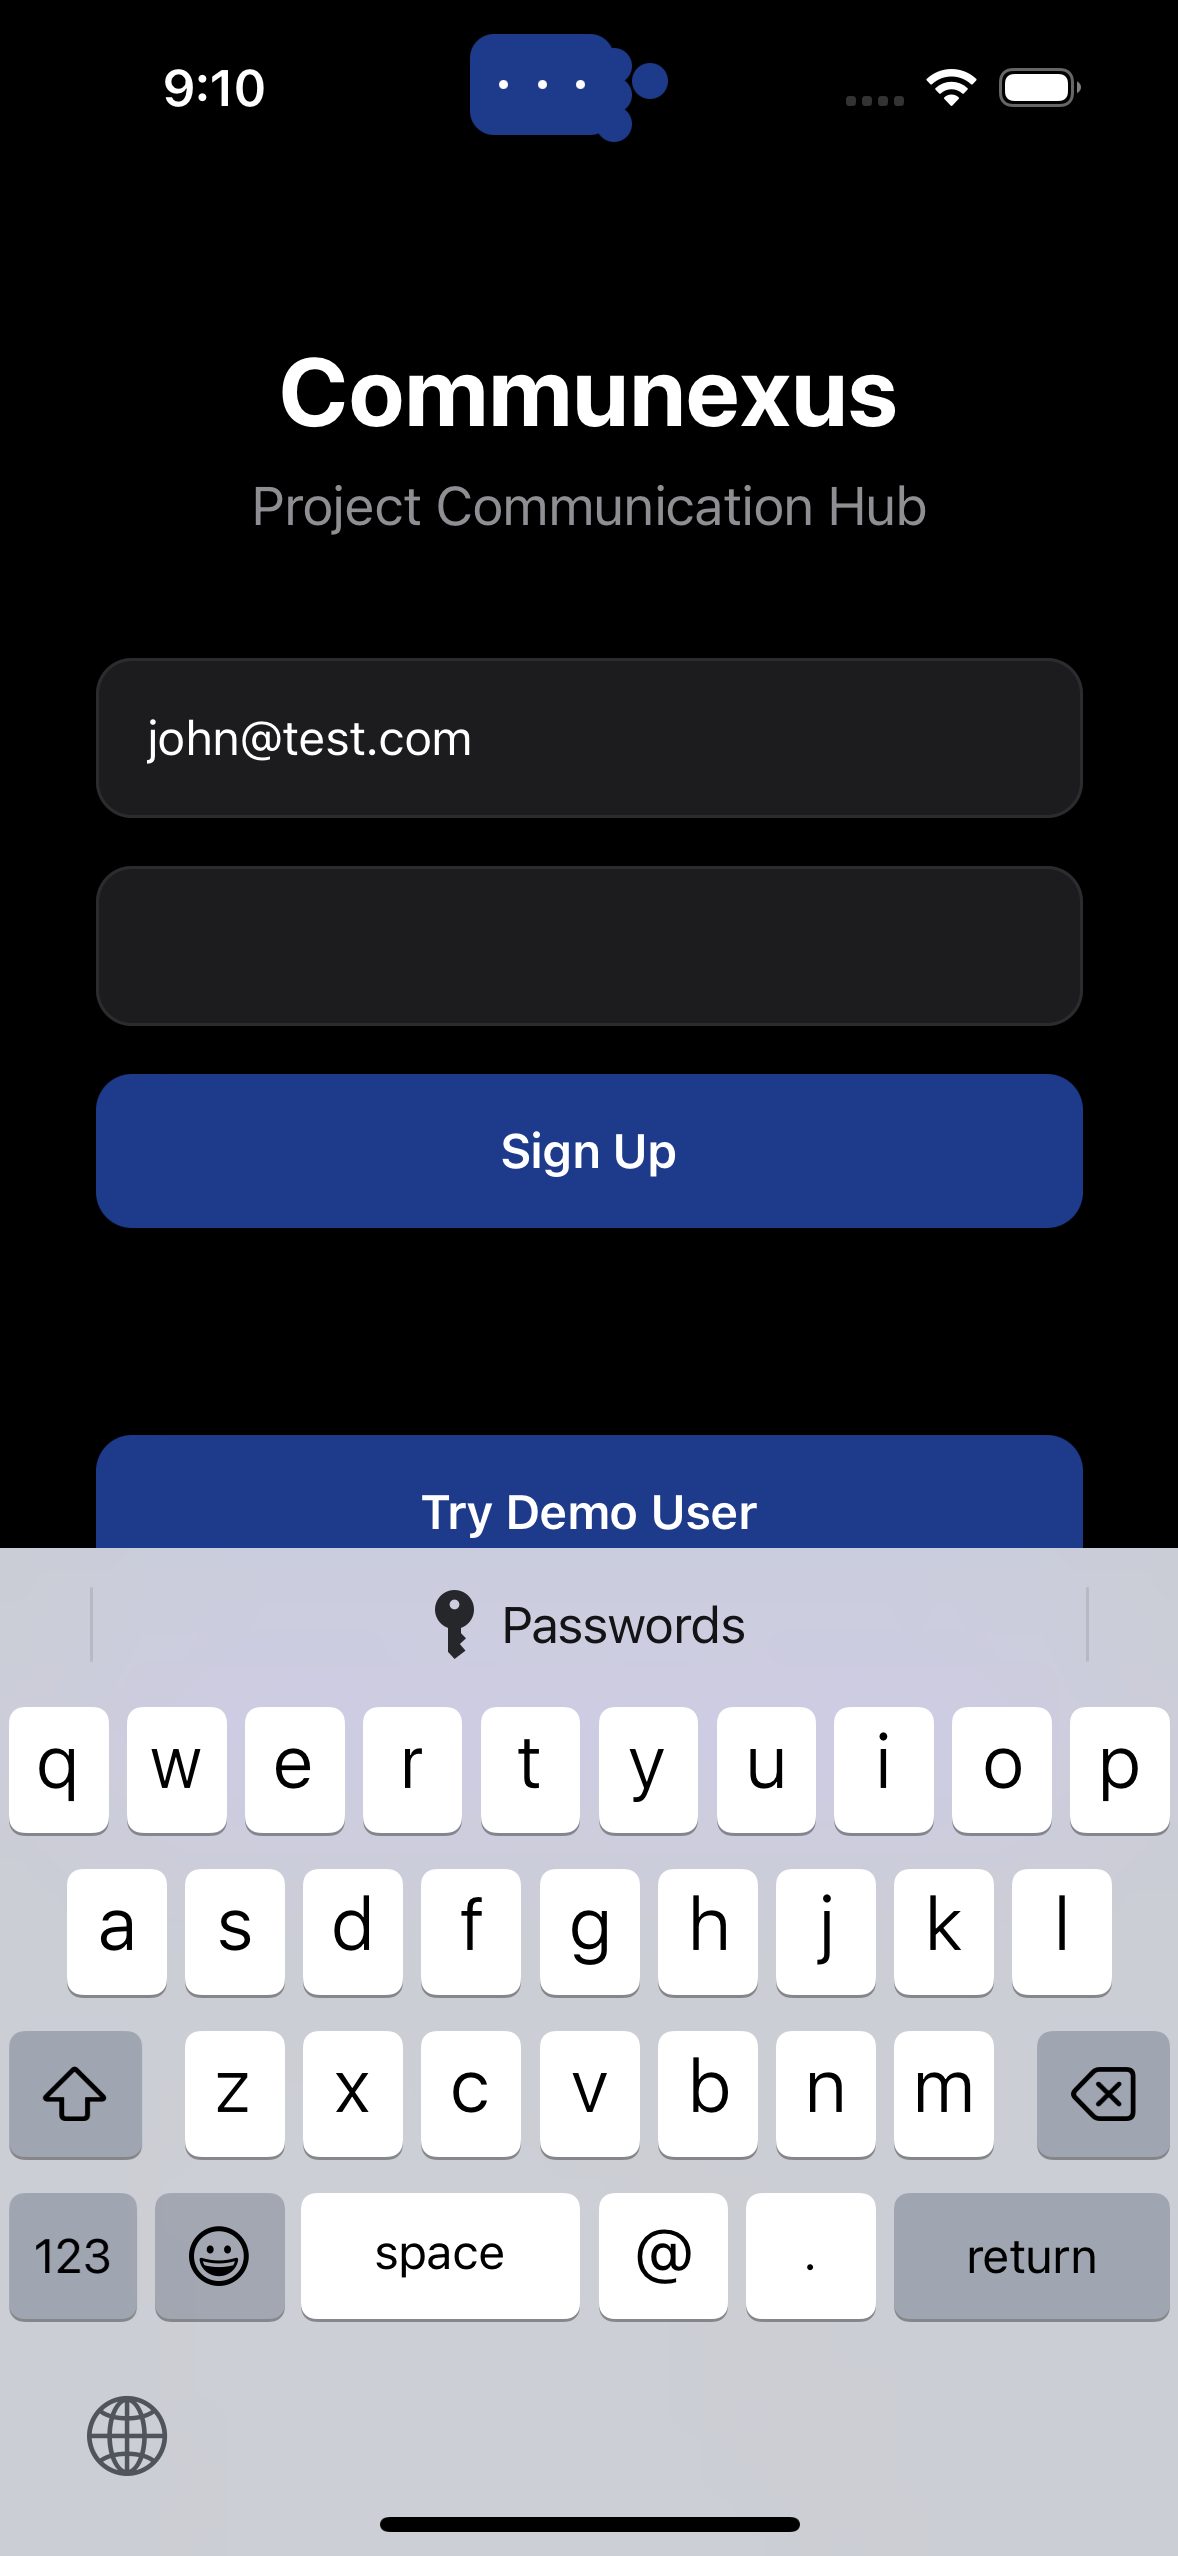 9:10
Communexus
Project Communication Hub
john@test.com
Sign Up
Try Demo User
Passwords
q w e r t y u i o p
a s d f g h j k l
z x c v b n m
123 space @ . return